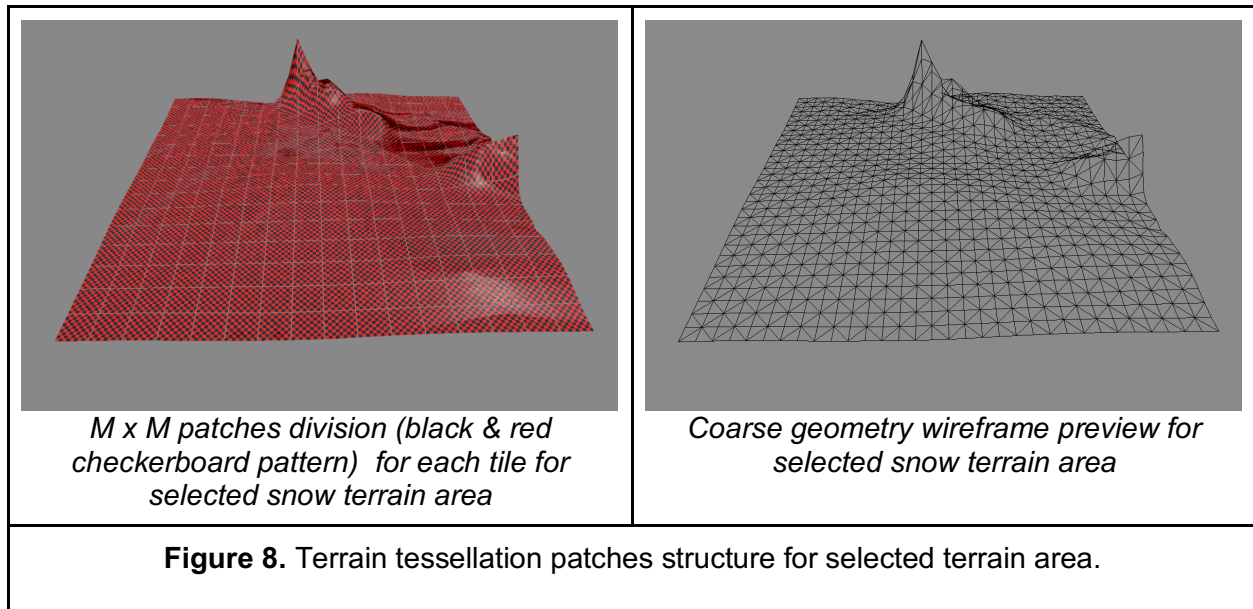 M x M patches division (black & red
checkerboard pattern)  for each tile for
selected snow terrain area
Coarse geometry wireframe preview for
selected snow terrain area
Figure 8. Terrain tessellation patches structure for selected terrain area.